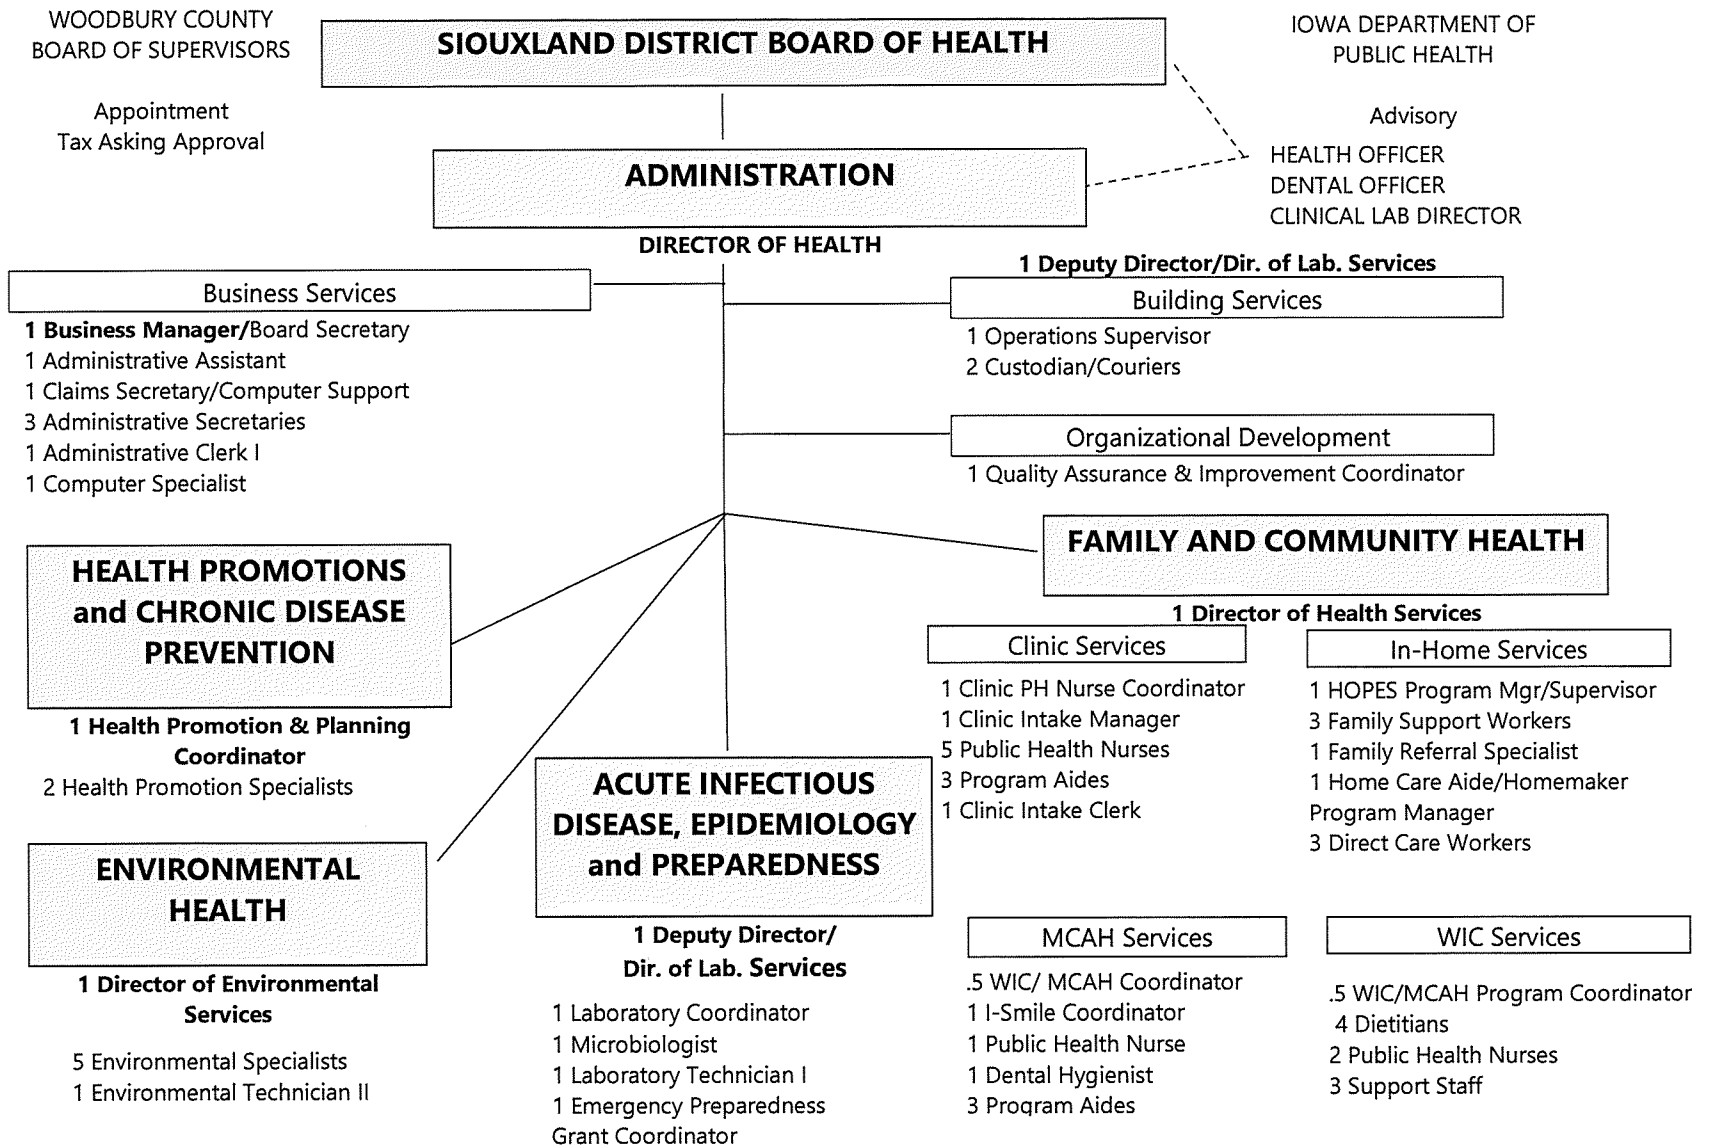 WOODBURY COUNTY
BOARD OF SUPERVISORS
Appointment
Tax Asking Approval
SIOUXLAND DISTRICT BOARD OF HEALTH
IOWA DEPARTMENT OF
PUBLIC HEALTH
Advisory
HEALTH OFFICER
DENTAL OFFICER
CLINICAL LAB DIRECTOR
ADMINISTRATION
DIRECTOR OF HEALTH
Business Services
1 Business Manager/Board Secretary
1 Administrative Assistant
1 Claims Secretary/Computer Support
3 Administrative Secretaries
1 Administrative Clerk I
1 Computer Specialist
1 Deputy Director/Dir. of Lab. Services
Building Services
1 Operations Supervisor
2 Custodian/Couriers
Organizational Development
1 Quality Assurance & Improvement Coordinator
HEALTH PROMOTIONS
and CHRONIC DISEASE
PREVENTION
1 Health Promotion & Planning
Coordinator
2 Health Promotion Specialists
ENVIRONMENTAL
HEALTH
1 Director of Environmental
Services
5 Environmental Specialists
1 Environmental Technician II
ACUTE INFECTIOUS
DISEASE, EPIDEMIOLOGY
and PREPAREDNESS
1 Deputy Director/
Dir. of Lab. Services
1 Laboratory Coordinator
1 Microbiologist
1 Laboratory Technician I
1 Emergency Preparedness
Grant Coordinator
FAMILY AND COMMUNITY HEALTH
1 Director of Health Services
Clinic Services
1 Clinic PH Nurse Coordinator
1 Clinic Intake Manager
5 Public Health Nurses
3 Program Aides
1 Clinic Intake Clerk
In-Home Services
1 HOPES Program Mgr/Supervisor
3 Family Support Workers
1 Family Referral Specialist
1 Home Care Aide/Homemaker
Program Manager
3 Direct Care Workers
MCAH Services
.5 WIC/ MCAH Coordinator
1 I-Smile Coordinator
1 Public Health Nurse
1 Dental Hygienist
3 Program Aides
WIC Services
.5 WIC/MCAH Program Coordinator
4 Dietitians
2 Public Health Nurses
3 Support Staff